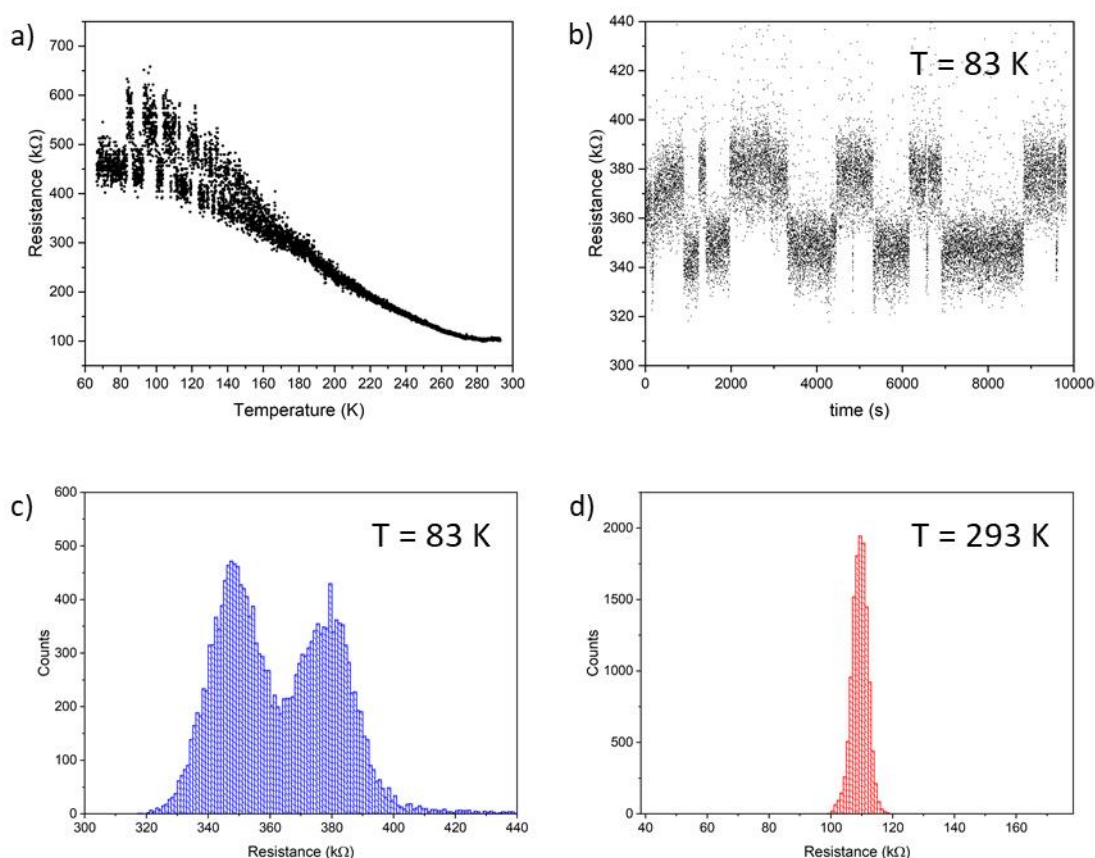 a)
Resistance (kΩ)
700
600
500
400
300
200
100
60 80 100 120 140 160 180 200 220 240 260 280 300
Temperature (K)
b)
T = 83 K
Resistance (kΩ)
440
420
400
380
360
340
320
300
0 2000 4000 6000 8000 10000
time (s)
c)
T = 83 K
Counts
600
500
400
300
200
100
0
300 320 340 360 380 400 420 440
Resistance (kΩ)
d)
T = 293 K
Counts
2000
1500
1000
500
0
40 60 80 100 120 140 160
Resistance (kΩ)